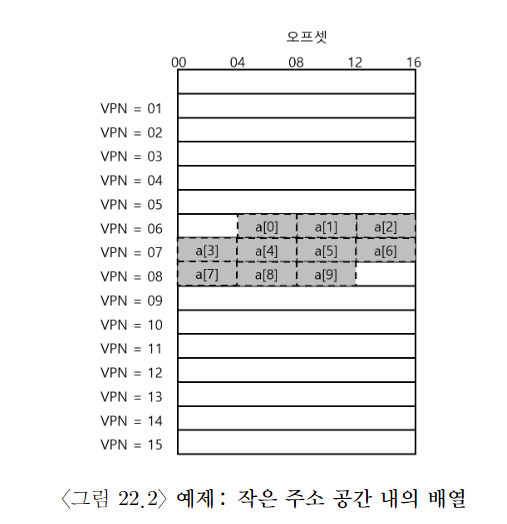 오프셋
00 04 08 12 16
VPN = 01
VPN = 02
VPN = 03
VPN = 04
VPN = 05
VPN = 06 a[0] a[1] a[2]
VPN = 07 a[3] a[4] a[5] a[6]
VPN = 08 a[7] a[8] a[9]
VPN = 09
VPN = 10
VPN = 11
VPN = 12
VPN = 13
VPN = 14
VPN = 15
〈그림 22.2〉 예제: 작은 주소 공간 내의 배열